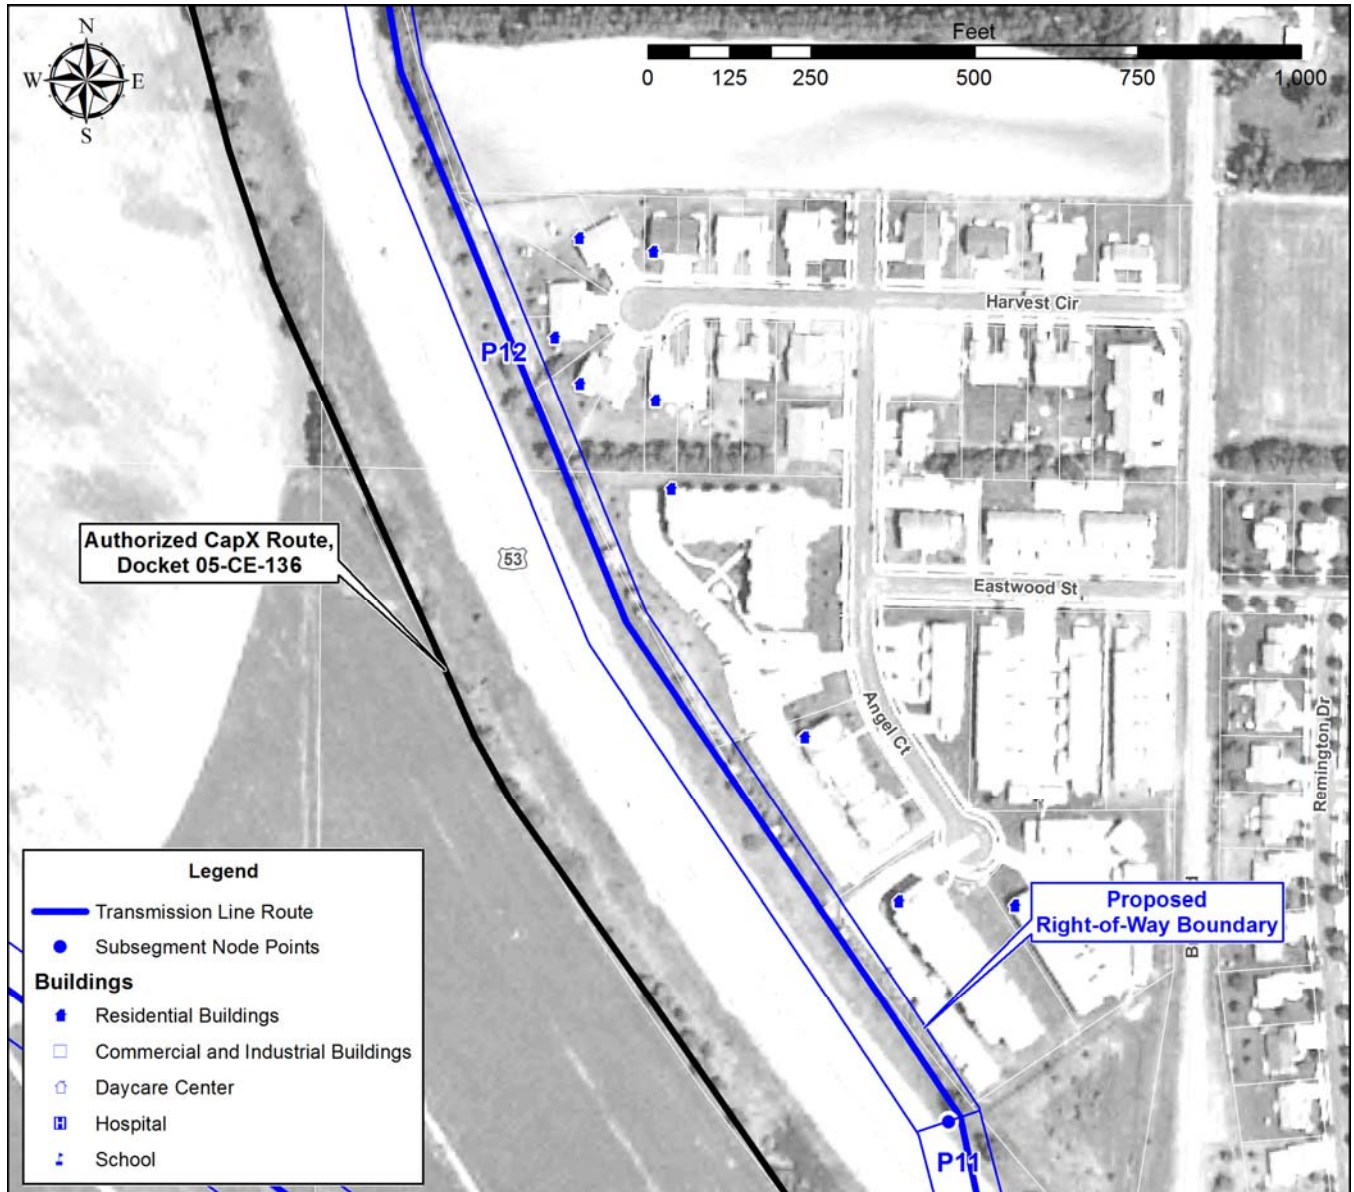 N
W E
S
Feet
0 125 250 500 750 1,000
Harvest Cir
P12
Authorized CapX Route,
Docket 05-CE-136
53
Eastwood St
Angel Ct
Remington Dr
Legend
Transmission Line Route
Subsegment Node Points
Buildings
Residential Buildings
Commercial and Industrial Buildings
Daycare Center
H Hospital
School
Proposed
Right-of-Way Boundary
P11